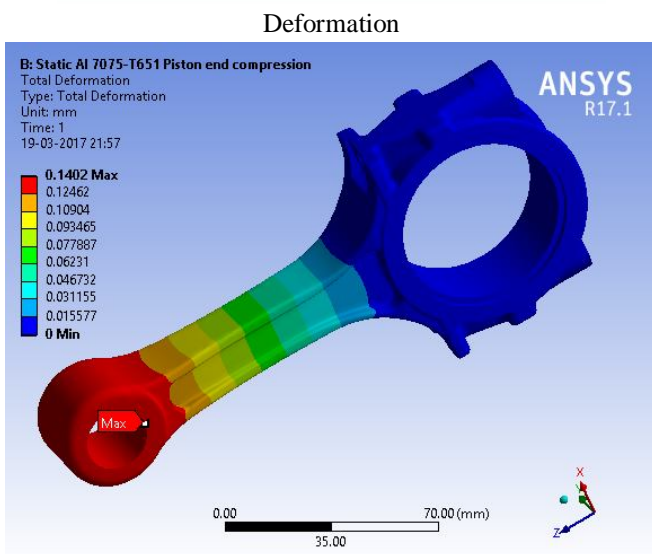 Deformation
B: Static Al 7075-T651 Piston end compression
Total Deformation
Type: Total Deformation
Unit: mm
Time: 1
19-03-2017 21:57
ANSYS
R17.1
0.1402 Max
0.12462
0.10904
0.093465
0.077887
0.06231
0.046732
0.031155
0.015577
0 Min
Max
0.00
70.00 (mm)
35.00
X
Y
Z